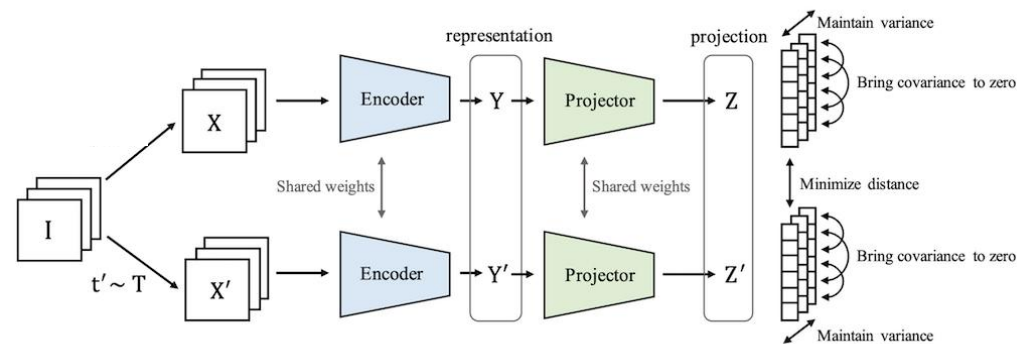 representation
projection
Maintain variance
X
Encoder
Y
Projector
Z
Bring covariance to zero
Shared weights
Shared weights
Minimize distance
I
t′ ~ T
X′
Encoder
Y′
Projector
Z′
Bring covariance to zero
Maintain variance